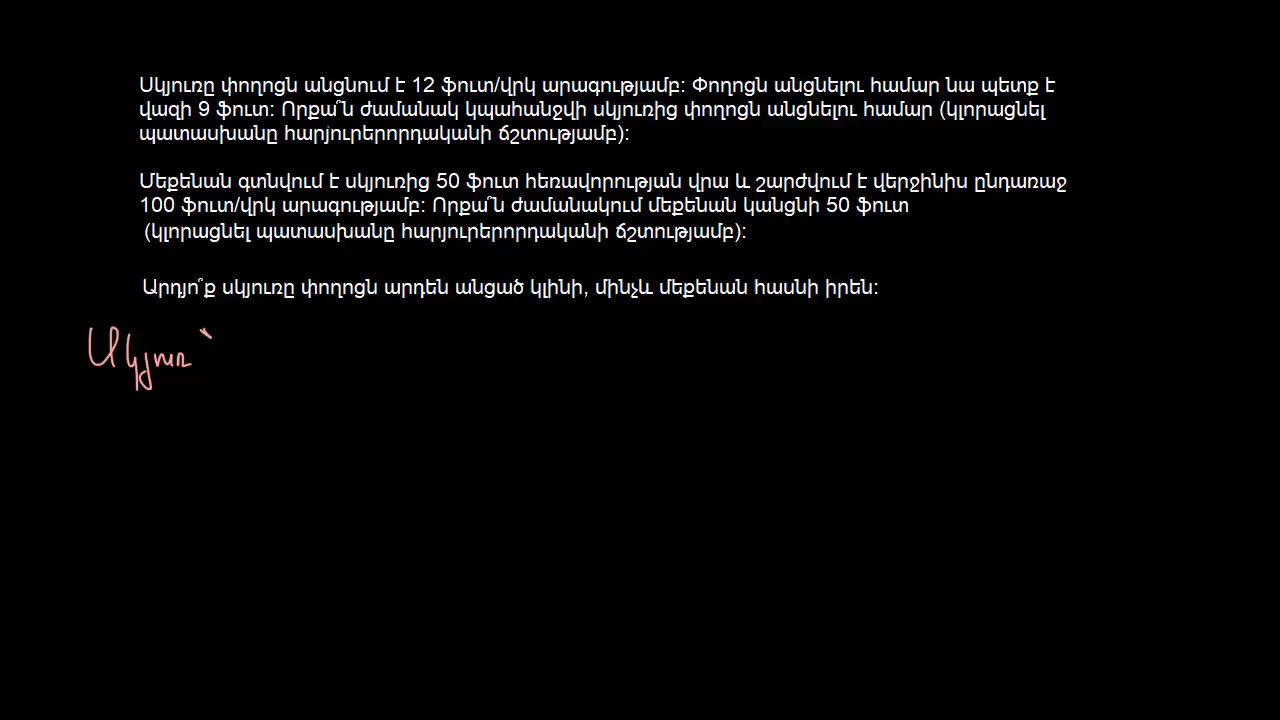 Սկյուռը փողոցն անցնում է 12 ֆուտ/վրկ արագությամբ: Փողոցն անցնելու համար նա պետք է
վազի 9 ֆուտ: Որքա՞ն ժամանակ կպահանջվի սկյուռից փողոցն անցնելու համար (կլորացնել
պատասխանը հարյուրերորդականի ճշտությամբ):
Մեքենան գտնվում է սկյուռից 50 ֆուտ հեռավորության վրա և շարժվում է վերջինիս ընդառաջ
100 ֆուտ/վրկ արագությամբ: Որքա՞ն ժամանակում մեքենան կանցնի 50 ֆուտ
(կլորացնել պատասխանը հարյուրերորդականի ճշտությամբ):
Արդյո՞ք սկյուռը փողոցն արդեն անցած կլինի, մինչև մեքենան հասնի իրեն:
Սկյուռ՝